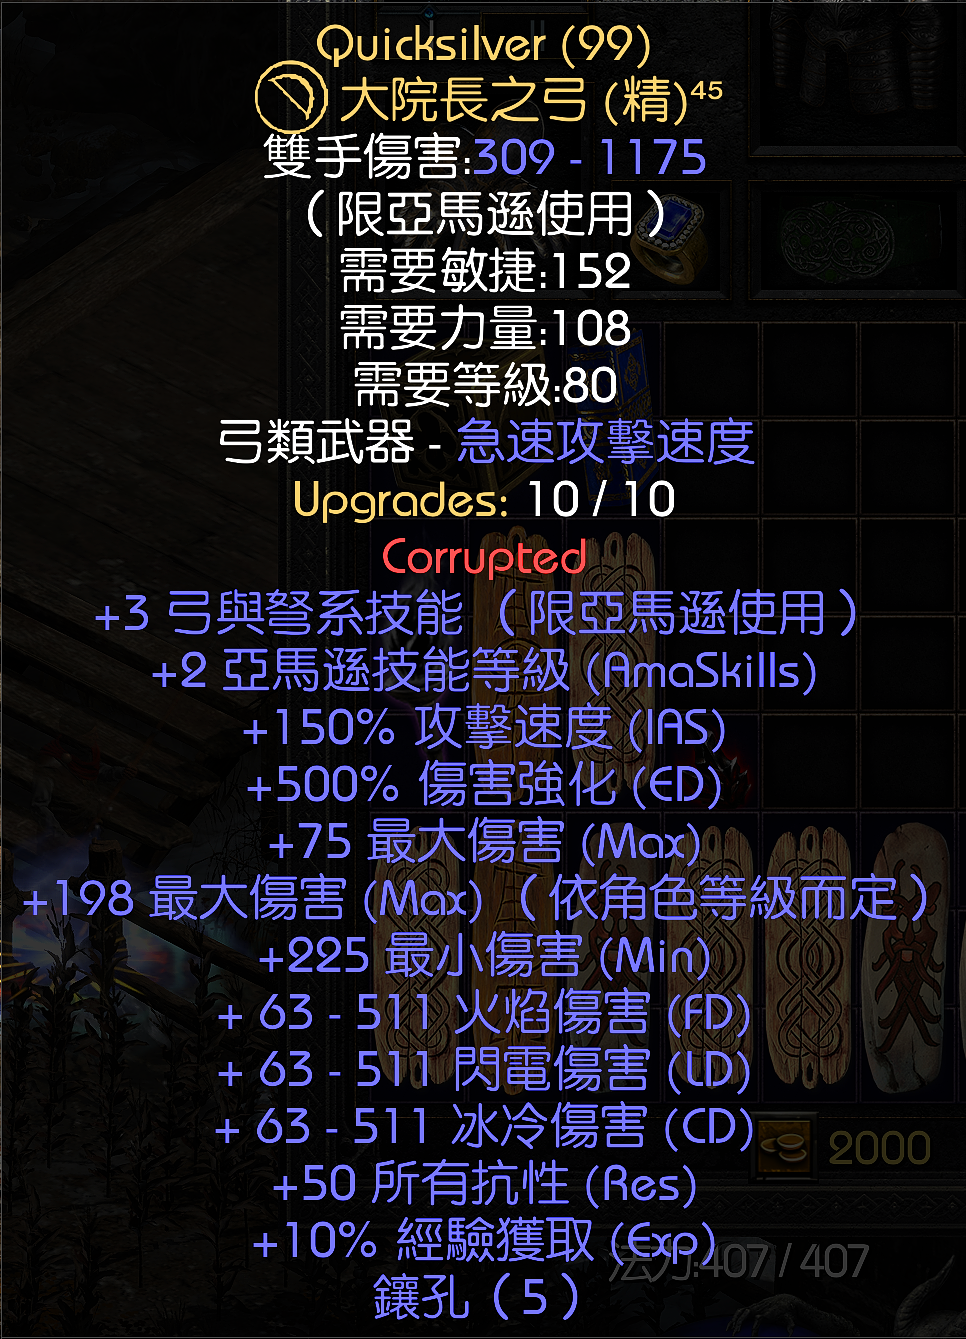 Quicksilver (99)
大院長之弓 (精)45
雙手傷害:309 - 1175
（限亞馬遜使用）
需要敏捷:152
需要力量:108
需要等級:80
弓類武器 - 急速攻擊速度
Upgrades: 10 / 10
Corrupted
+3 弓與弩系技能 （限亞馬遜使用）
+2 亞馬遜技能等級 (AmaSkills)
+150% 攻擊速度 (IAS)
+500% 傷害強化 (ED)
+75 最大傷害 (Max)
+198 最大傷害 (Max) （依角色等級而定）
+225 最小傷害 (Min)
+ 63 - 511 火焰傷害 (FD)
+ 63 - 511 閃電傷害 (LD)
+ 63 - 511 冰冷傷害 (CD)
2000
+50 所有抗性 (Res)
+10% 經驗獲取 (Exp)
法力:407 / 407
鑲孔（5）